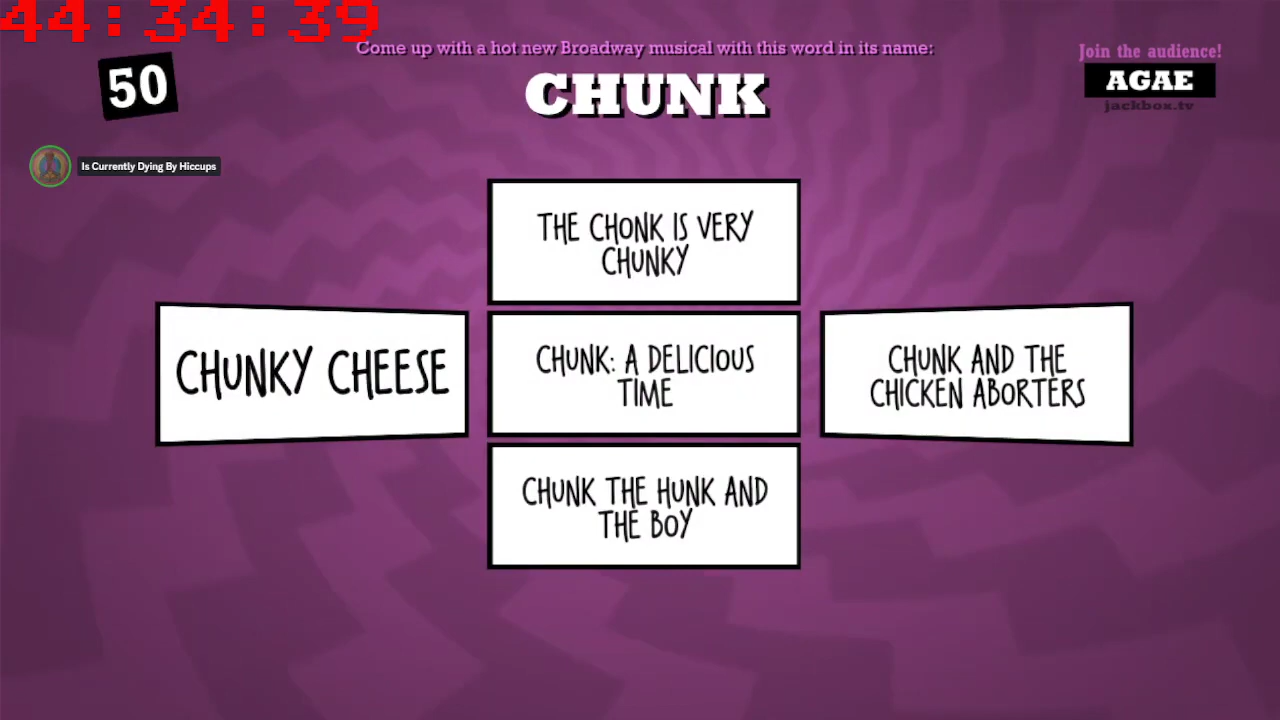 44:34:39
Come up with a hot new Broadway musical with this word in its name:
CHUNK
50
Join the audience!
AGAE
jackbox.tv
Is Currently Dying By Hiccups
THE CHONK IS VERY
CHUNKY
CHUNKY CHEESE
CHUNK: A DELICIOUS
TIME
CHUNK AND THE
CHICKEN ABORTERS
CHUNK THE HUNK AND
THE BOY